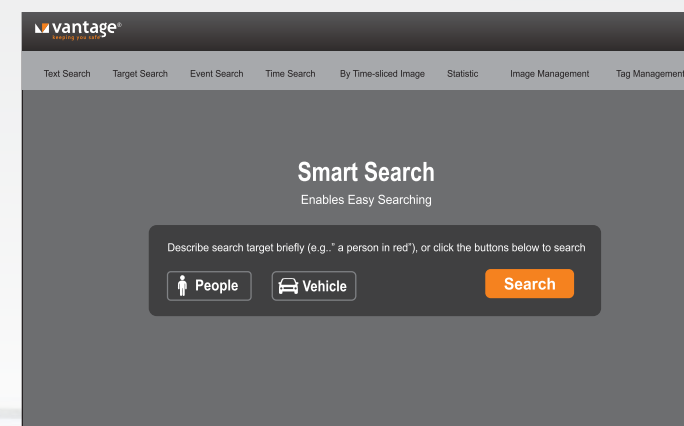 vantage®
keeping you safe
Text Search Target Search Event Search Time Search By Time-sliced Image Statistic Image Management Tag Management
Smart Search
Enables Easy Searching
Describe search target briefly (e.g..” a person in red”), or click the buttons below to search
People Vehicle Search